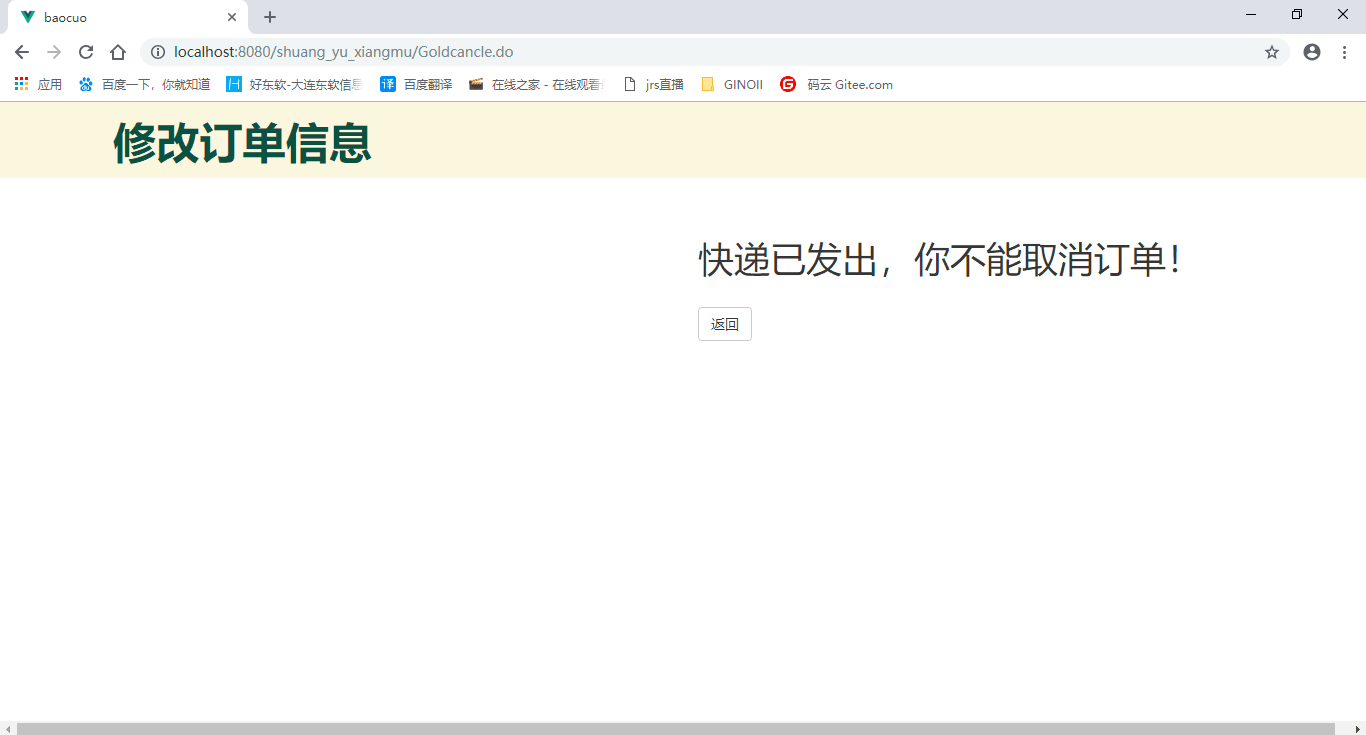 baocuo
localhost:8080/shuang_yu_xiangmu/Goldcancle.do
应用 百度一下，你就知道 好东软-大连东软信息 译 百度翻译 在线之家 - 在线观看 jrs直播 GINOII G 码云 Gitee.com
修改订单信息
快递已发出，你不能取消订单！
返回